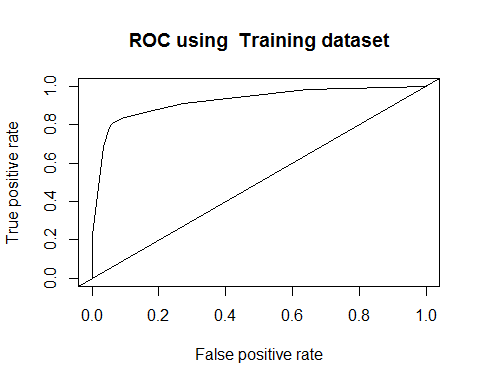 ROC using  Training dataset
True positive rate
1.0
0.8
0.6
0.4
0.2
0.0
0.0 0.2 0.4 0.6 0.8 1.0
False positive rate